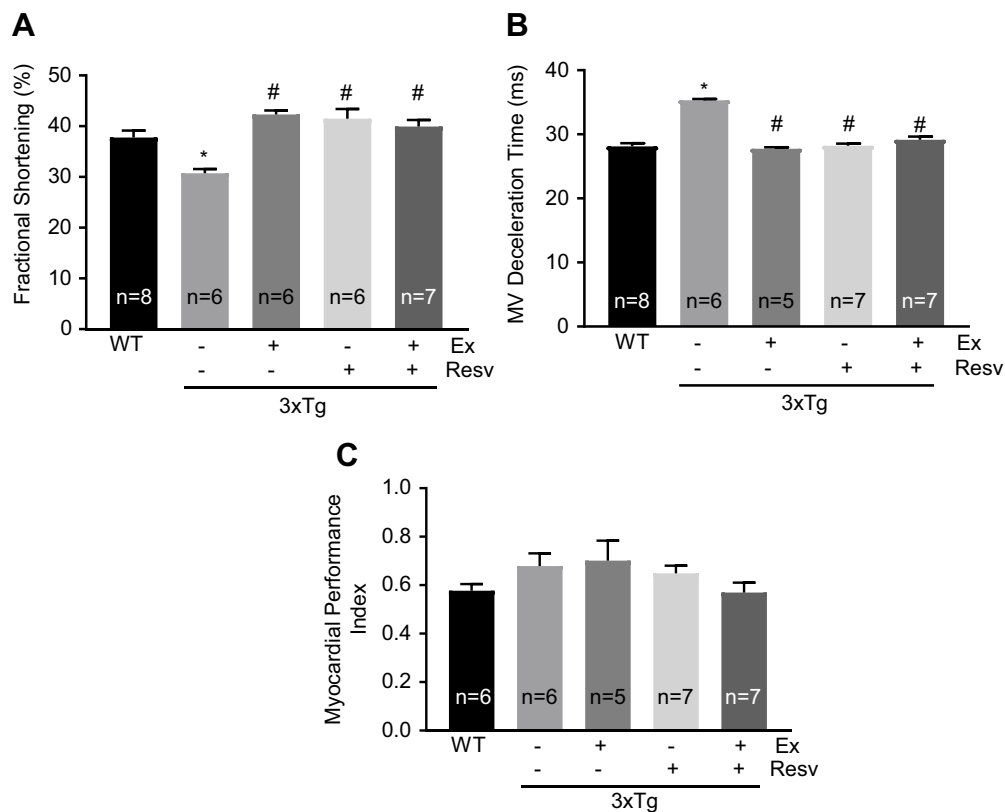 A
Fractional Shortening (%)
50
40
30
20
10
0
* # # #
n=8 n=6 n=6 n=6 n=7
WT - + - + Ex
- - + + Resv
3xTg
B
MV Deceleration Time (ms)
40
30
20
10
0
* # # #
n=8 n=6 n=5 n=7 n=7
WT - + - + Ex
- - + + Resv
3xTg
C
Myocardial Performance
Index
1.0
0.8
0.6
0.4
0.2
0.0
n=6 n=6 n=5 n=7 n=7
WT - + - + Ex
- - + + Resv
3xTg